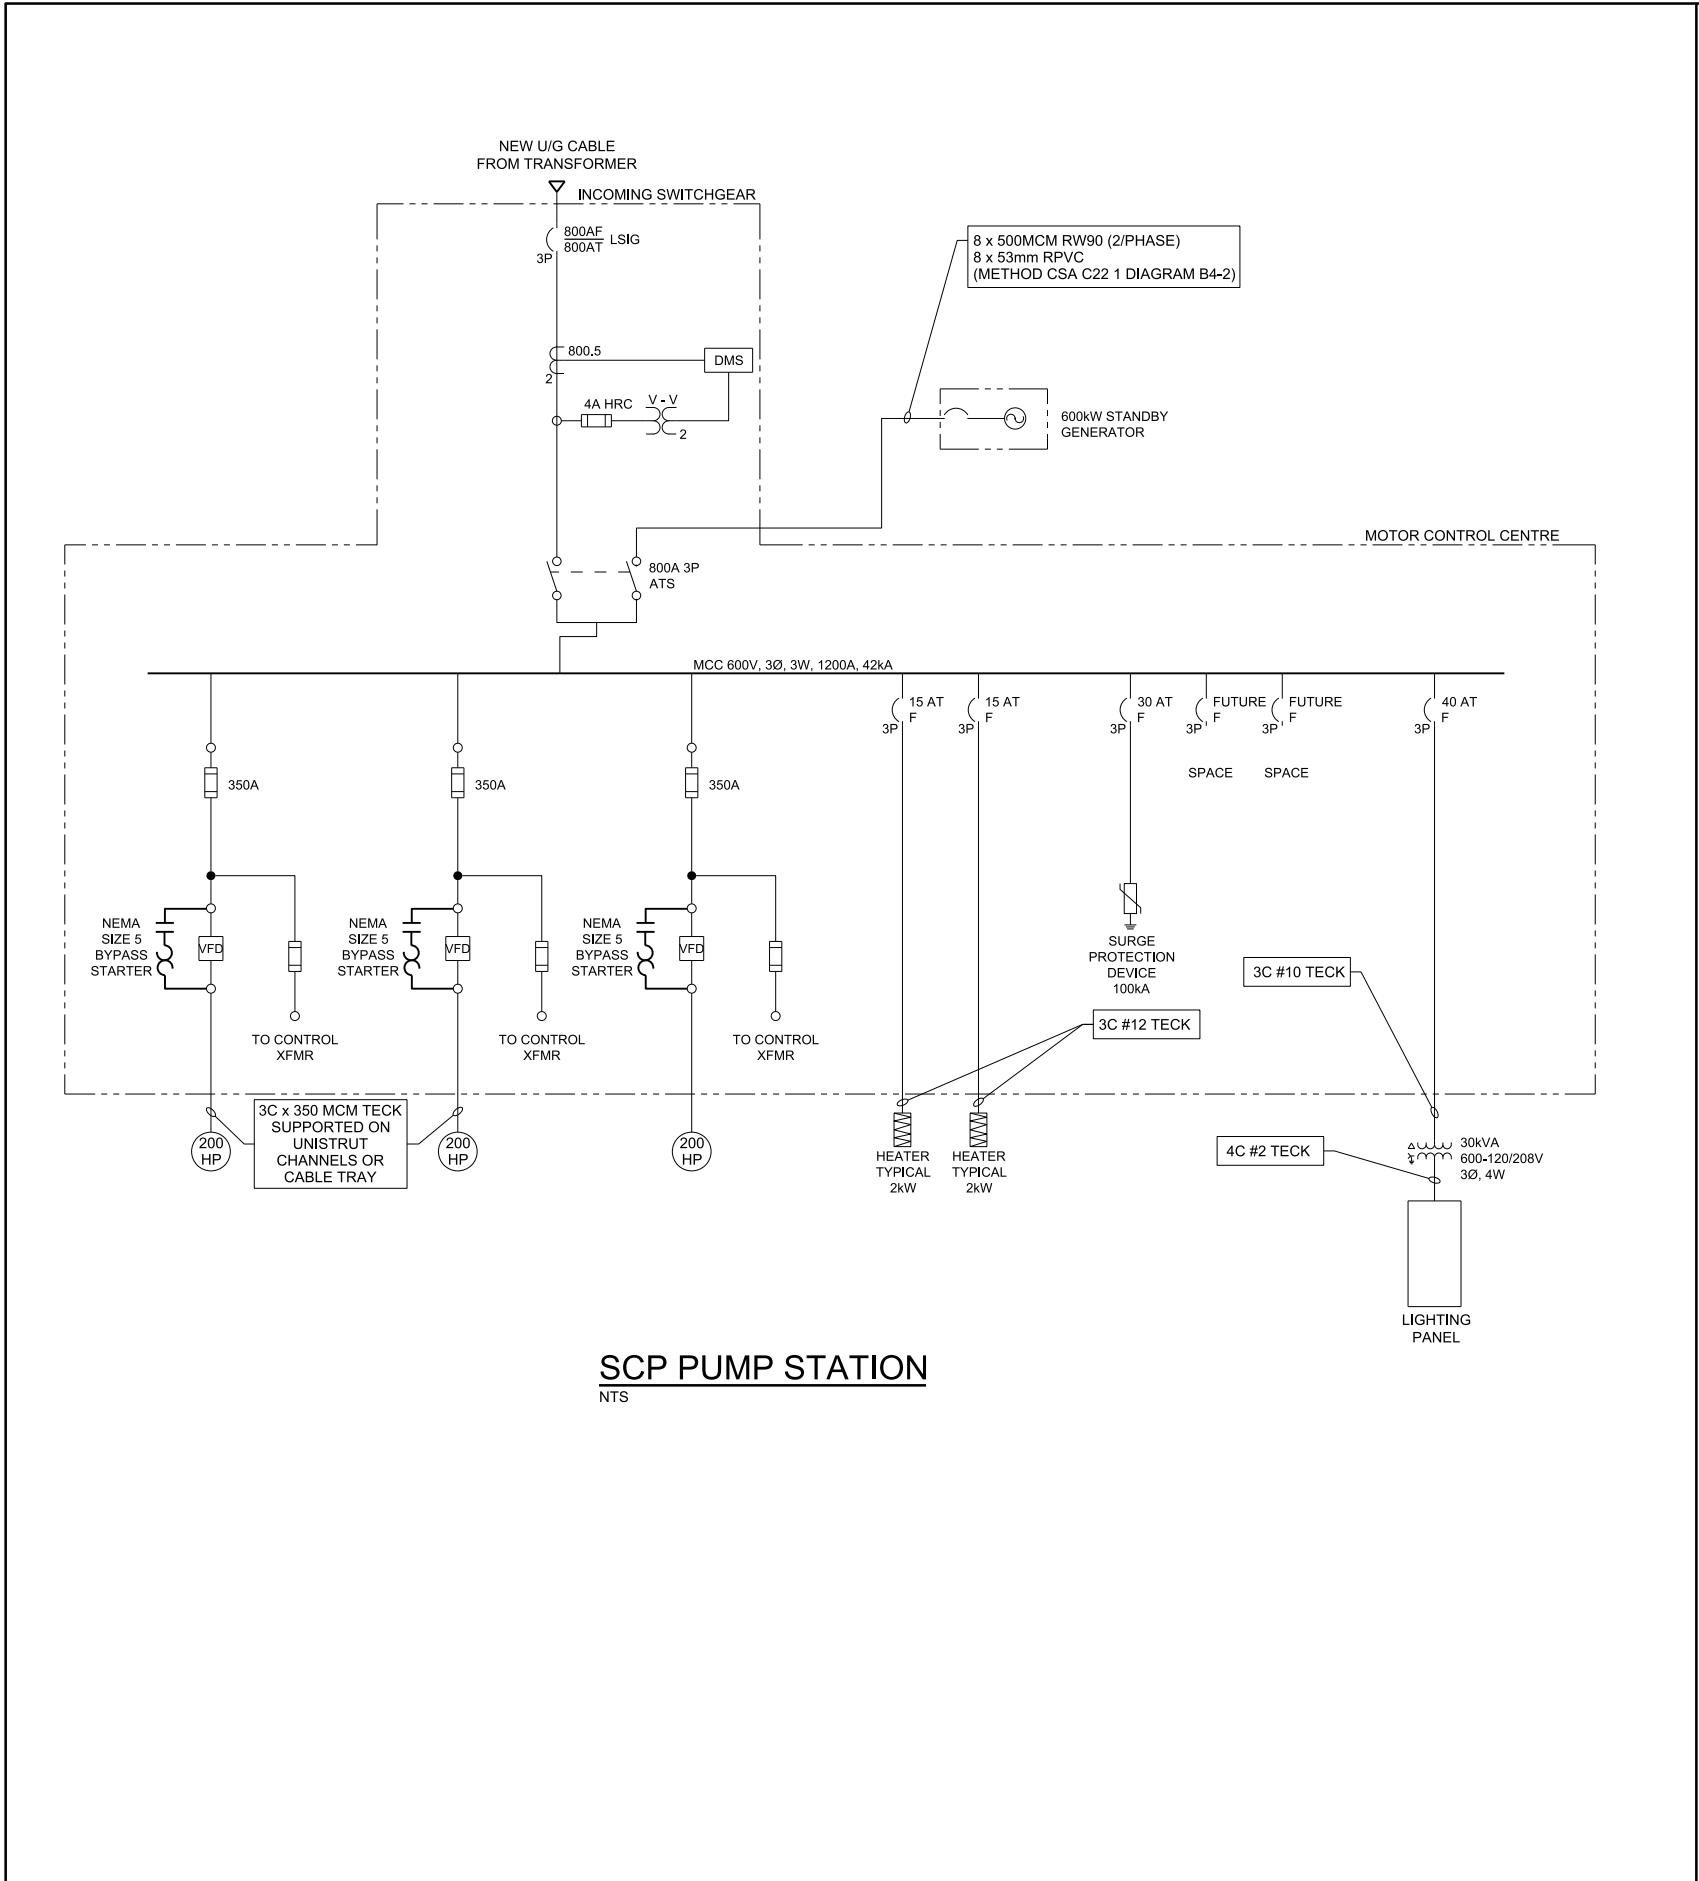 NEW U/G CABLE
FROM TRANSFORMER
INCOMING SWITCHGEAR
800AF
800AT
LSIG
3P
8 x 500MCM RW90 (2/PHASE)
8 x 53mm RPVC
(METHOD CSA C22 1 DIAGRAM B4-2)
800.5
2
DMS
4A HRC
V - V
2
600kW STANDBY
GENERATOR
MOTOR CONTROL CENTRE
800A 3P
ATS
MCC 600V, 3Ø, 3W, 1200A, 42kA
15 AT
F
3P
15 AT
F
3P
30 AT
F
3P
FUTURE
F
3P
FUTURE
F
3P
40 AT
F
3P
SPACE
SPACE
350A
350A
350A
NEMA
SIZE 5
BYPASS
STARTER
VFD
NEMA
SIZE 5
BYPASS
STARTER
VFD
NEMA
SIZE 5
BYPASS
STARTER
VFD
SURGE
PROTECTION
DEVICE
100kA
3C #10 TECK
3C #12 TECK
TO CONTROL
XFMR
TO CONTROL
XFMR
TO CONTROL
XFMR
3C x 350 MCM TECK
SUPPORTED ON
UNISTRUT
CHANNELS OR
CABLE TRAY
200
HP
200
HP
200
HP
HEATER
TYPICAL
2kW
HEATER
TYPICAL
2kW
4C #2 TECK
30kVA
600-120/208V
3Ø, 4W
LIGHTING
PANEL
SCP PUMP STATION
NTS